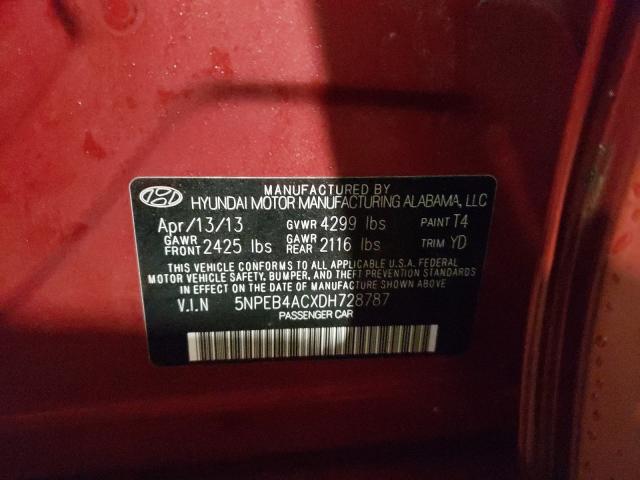 MANUFACTURED BY
HYUNDAI MOTOR MANUFACTURING ALABAMA, LLC
Apr/13/13 GVWR 4299 lbs PAINT T4
GAWR FRONT 2425 lbs GAWR REAR 2116 lbs TRIM YD
THIS VEHICLE CONFORMS TO ALL APPLICABLE U.S.A. FEDERAL
MOTOR VEHICLE SAFETY, BUMPER, AND THEFT PREVENTION STANDARDS
IN EFFECT ON THE DATE OF MANUFACTURE SHOWN ABOVE
V.I.N 5NPEB4ACXDH728787
PASSENGER CAR